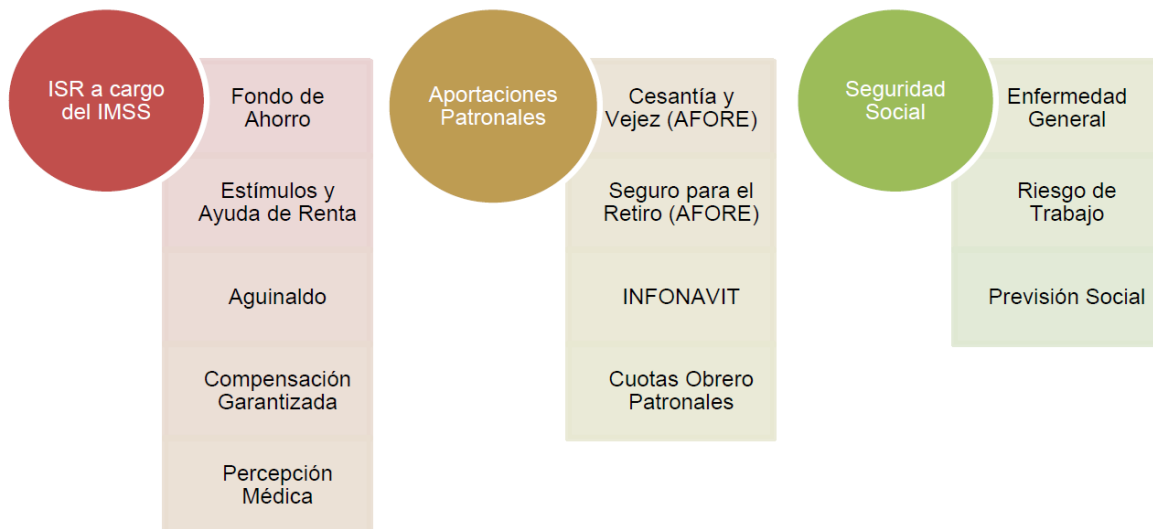 ISR a cargo
del IMSS
Fondo de
Ahorro
Estímulos y
Ayuda de Renta
Aguinaldo
Compensación
Garantizada
Percepción
Médica
Aportaciones
Patronales
Cesantía y
Vejez (AFORE)
Seguro para el
Retiro (AFORE)
INFONAVIT
Cuotas Obrero
Patronales
Seguridad
Social
Enfermedad
General
Riesgo de
Trabajo
Previsión Social